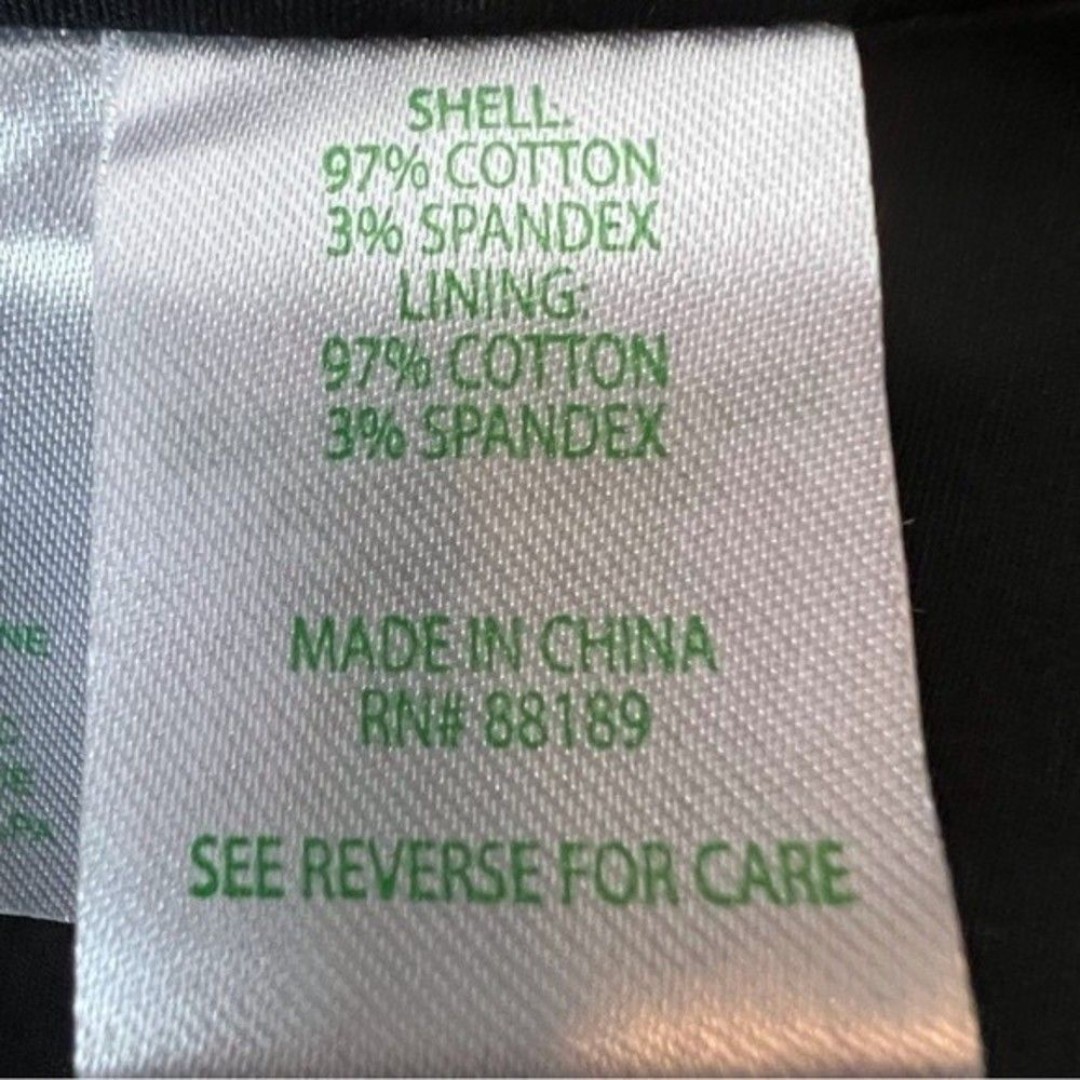 SHELL:
97% COTTON
3% SPANDEX
LINING:
97% COTTON
3% SPANDEX
MADE IN CHINA
RN# 88189
SEE REVERSE FOR CARE